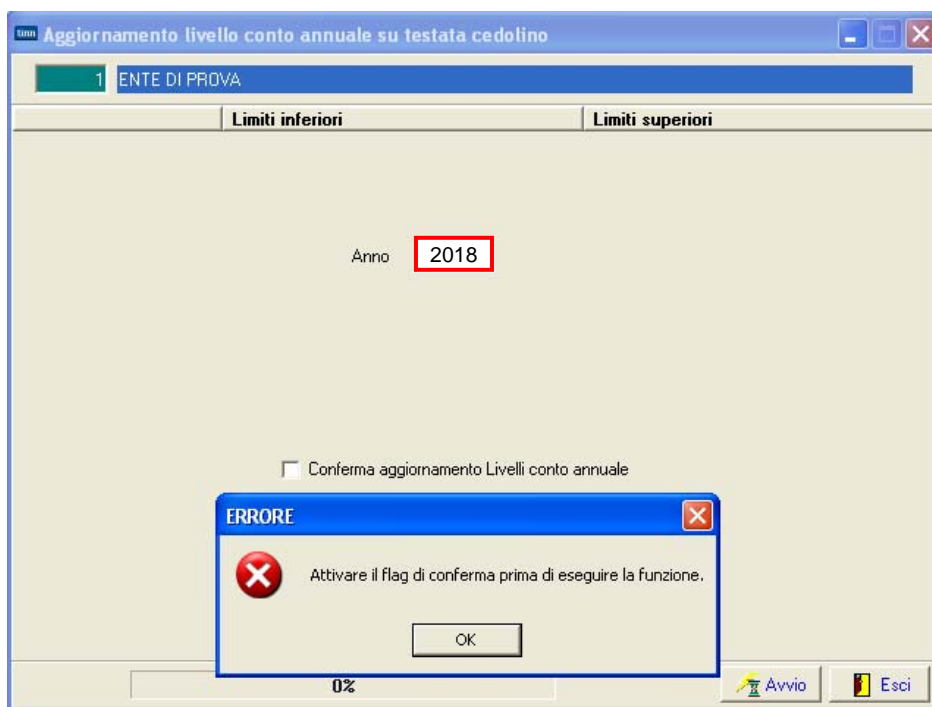 tinn Aggiornamento livello conto annuale su testata cedolino
1 ENTE DI PROVA
Limiti inferiori Limiti superiori
Anno 2018
Conferma aggiornamento Livelli conto annuale
ERRORE
Attivare il flag di conferma prima di eseguire la funzione.
OK
0% Avvio Esci